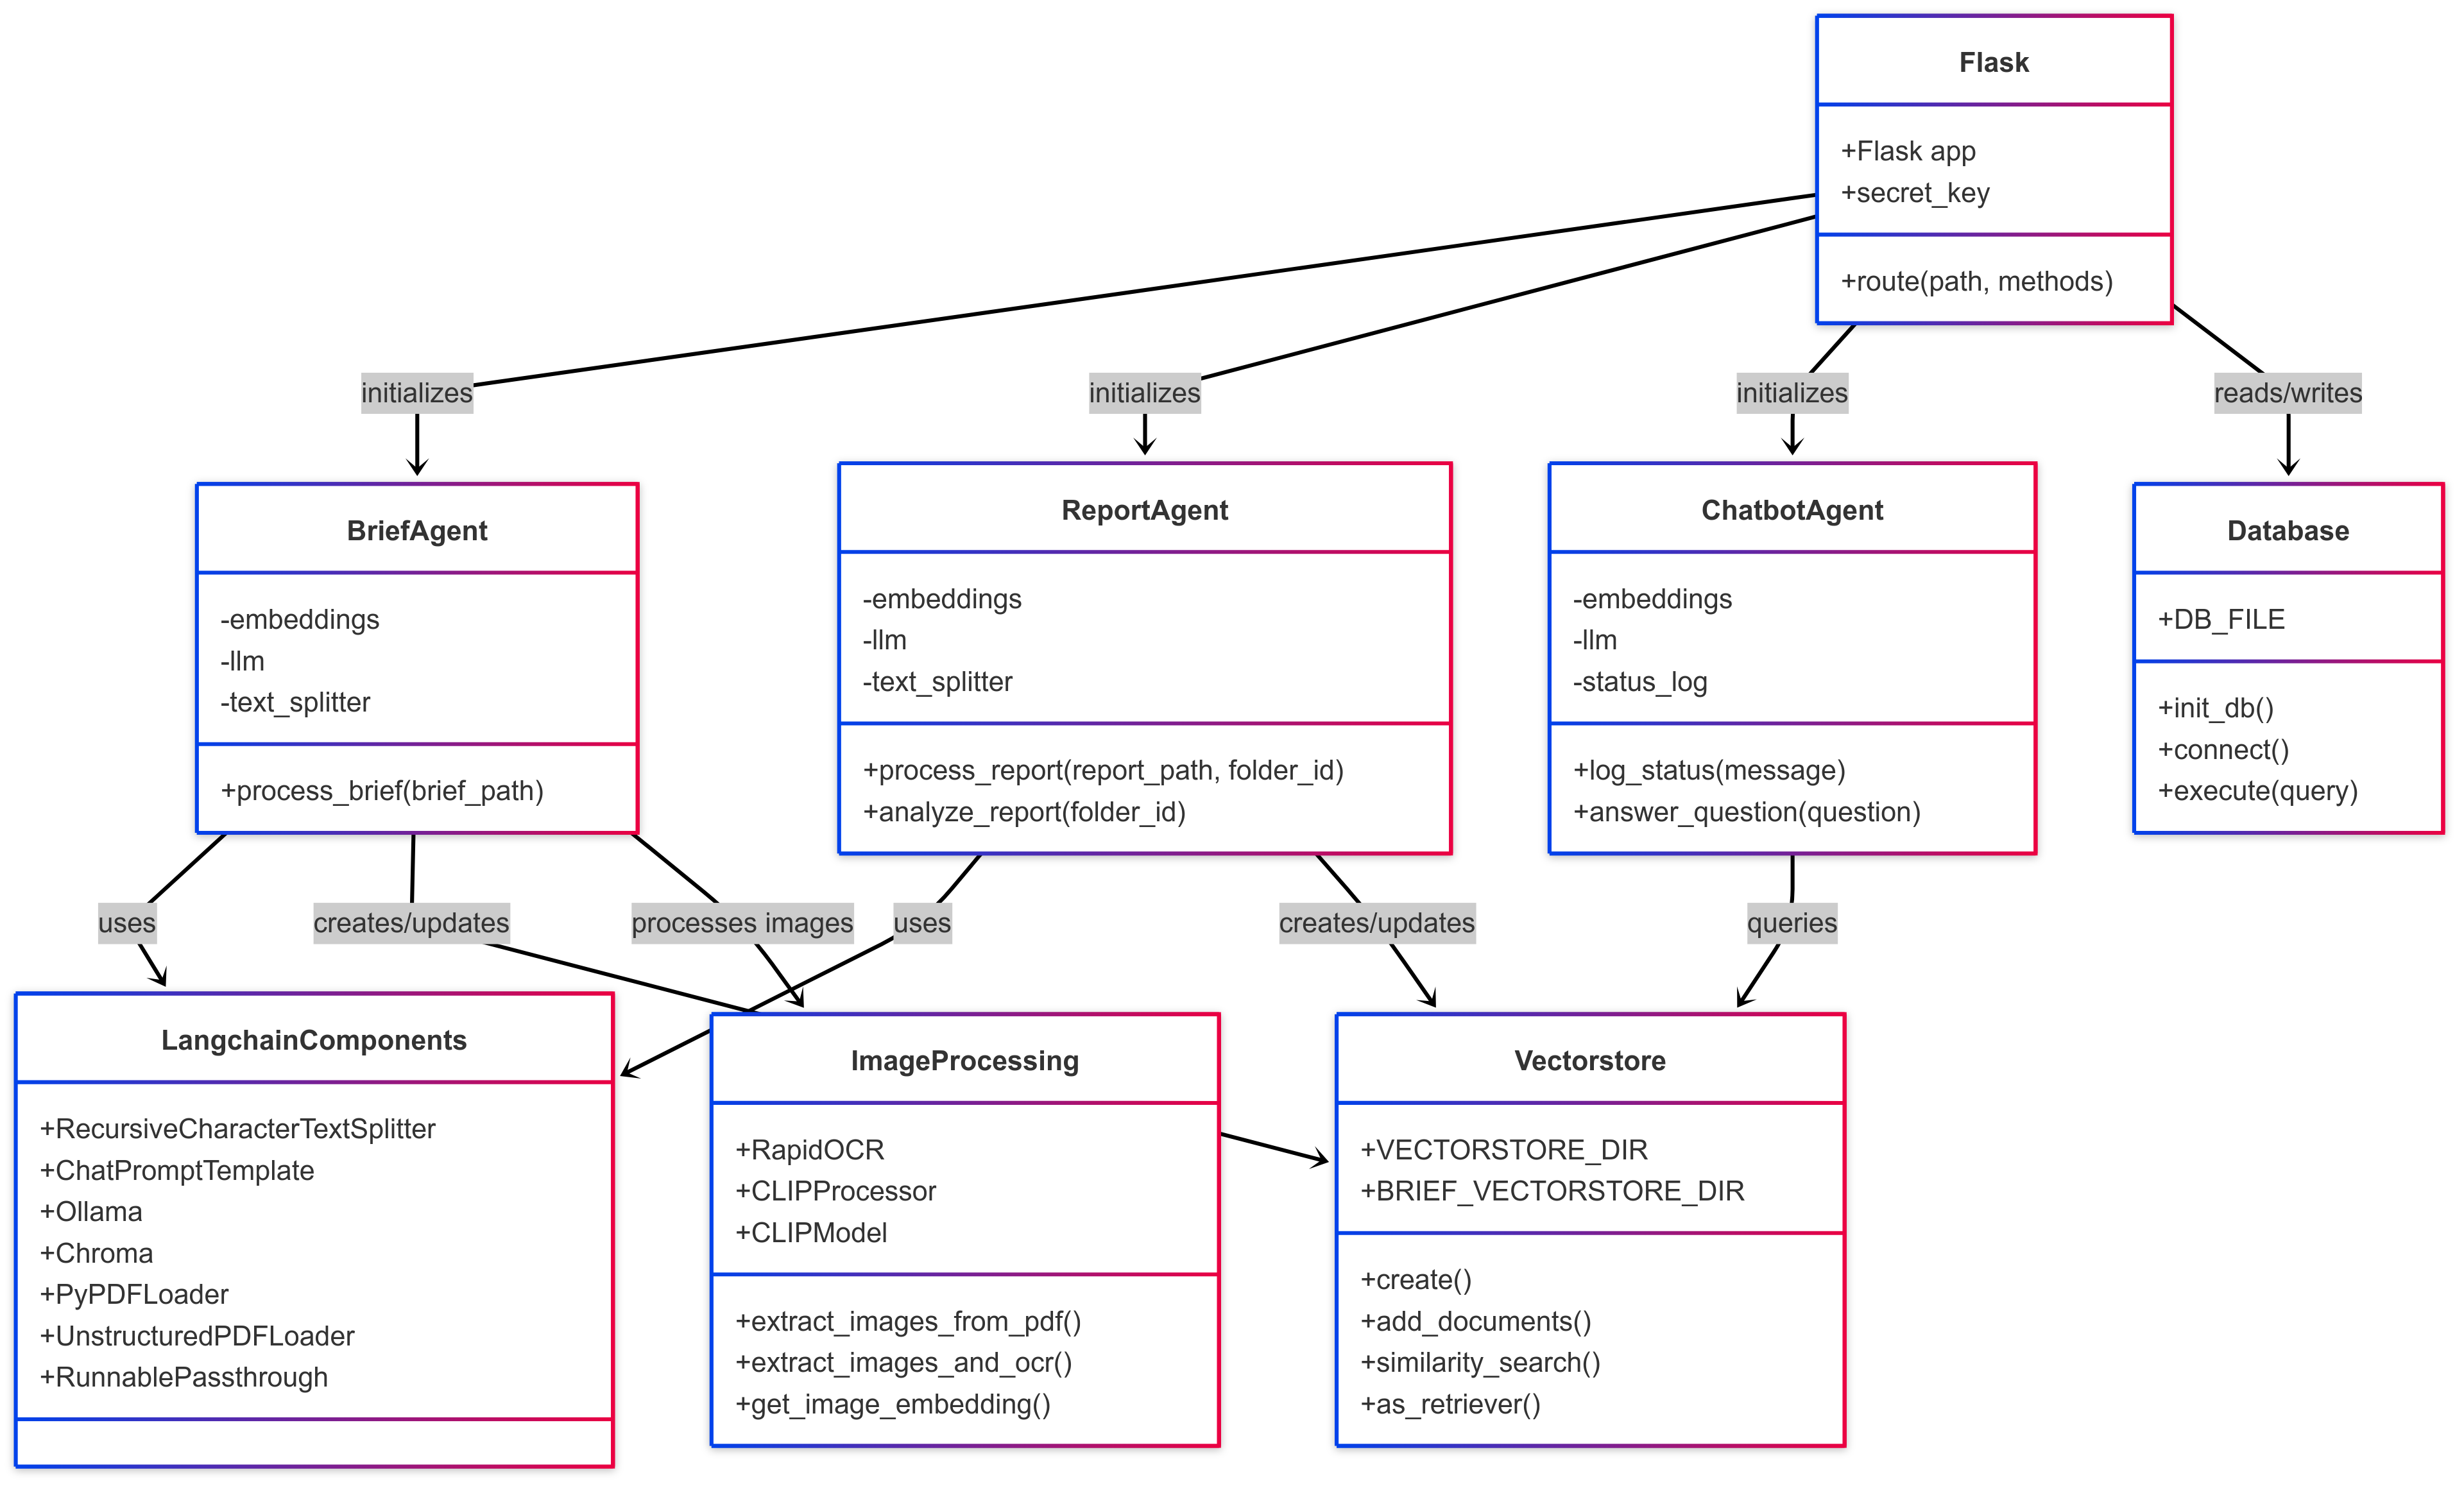 Flask
+Flask app
+secret_key
+route(path, methods)
initializes
initializes
initializes
reads/writes
BriefAgent
-embeddings
-llm
-text_splitter
+process_brief(brief_path)
ReportAgent
-embeddings
-llm
-text_splitter
+process_report(report_path, folder_id)
+analyze_report(folder_id)
ChatbotAgent
-embeddings
-llm
-status_log
+log_status(message)
+answer_question(question)
Database
+DB_FILE
+init_db()
+connect()
+execute(query)
uses
creates/updates
processes images
uses
creates/updates
queries
LangchainComponents
+RecursiveCharacterTextSplitter
+ChatPromptTemplate
+Ollama
+Chroma
+PyPDFLoader
+UnstructuredPDFLoader
+RunnablePassthrough
ImageProcessing
+RapidOCR
+CLIPProcessor
+CLIPModel
+extract_images_from_pdf()
+extract_images_and_ocr()
+get_image_embedding()
Vectorstore
+VECTORSTORE_DIR
+BRIEF_VECTORSTORE_DIR
+create()
+add_documents()
+similarity_search()
+as_retriever()